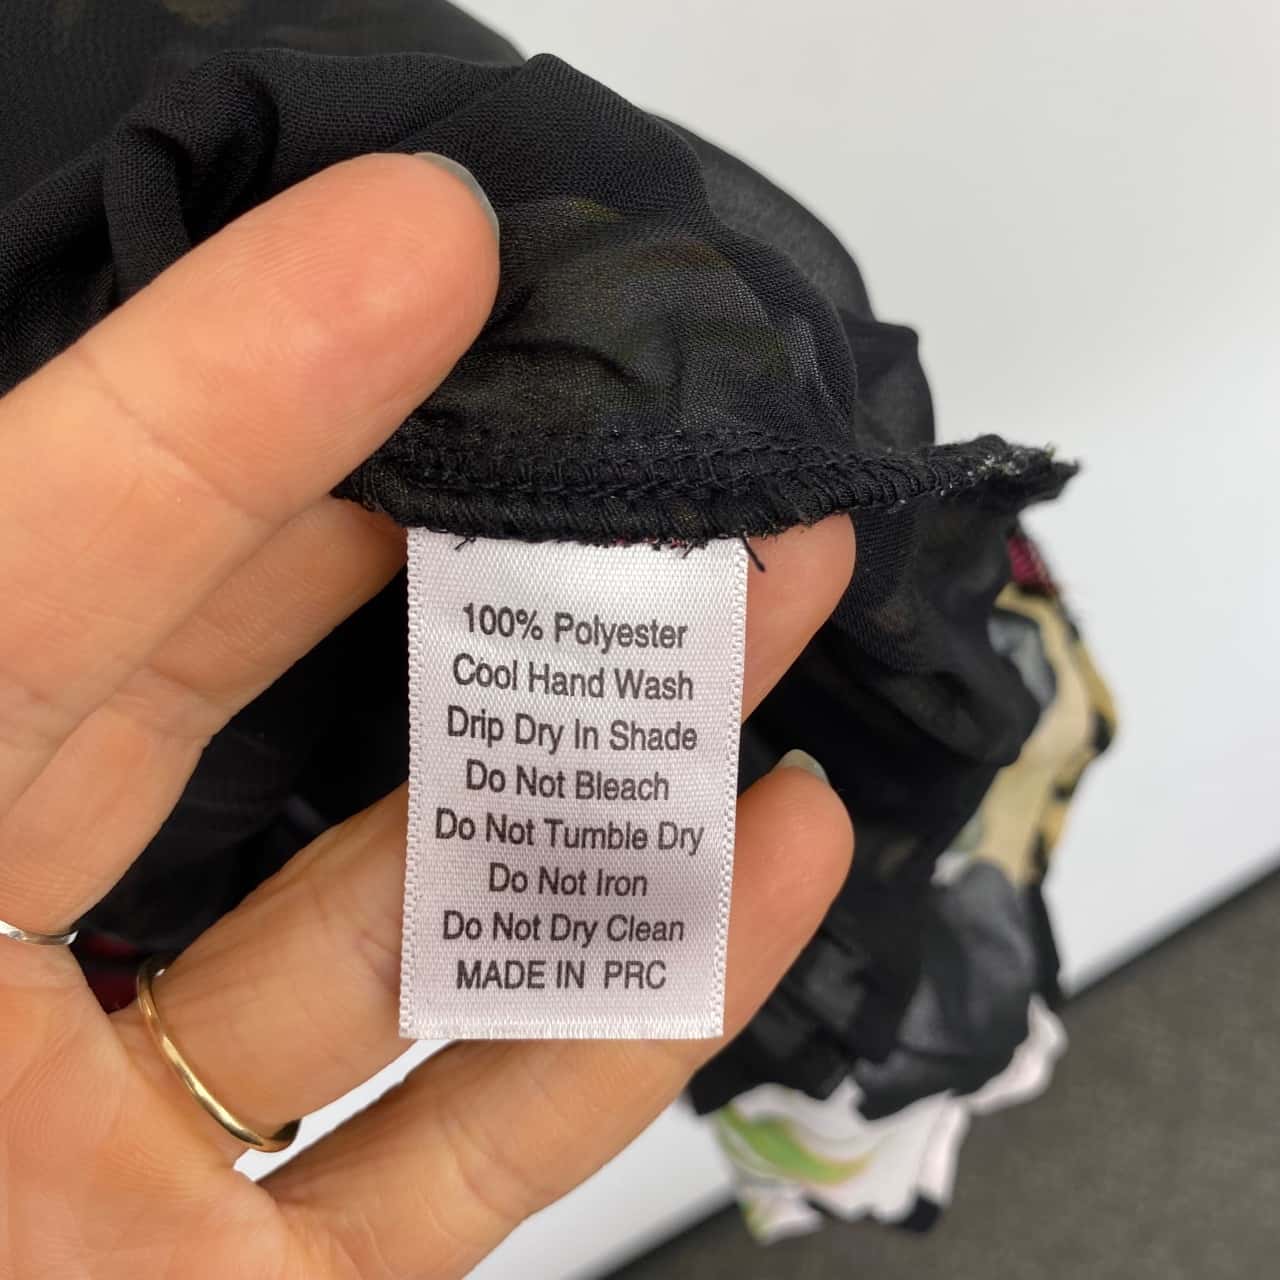 100% Polyester
Cool Hand Wash
Drip Dry In Shade
Do Not Bleach
Do Not Tumble Dry
Do Not Iron
Do Not Dry Clean
MADE IN PRC